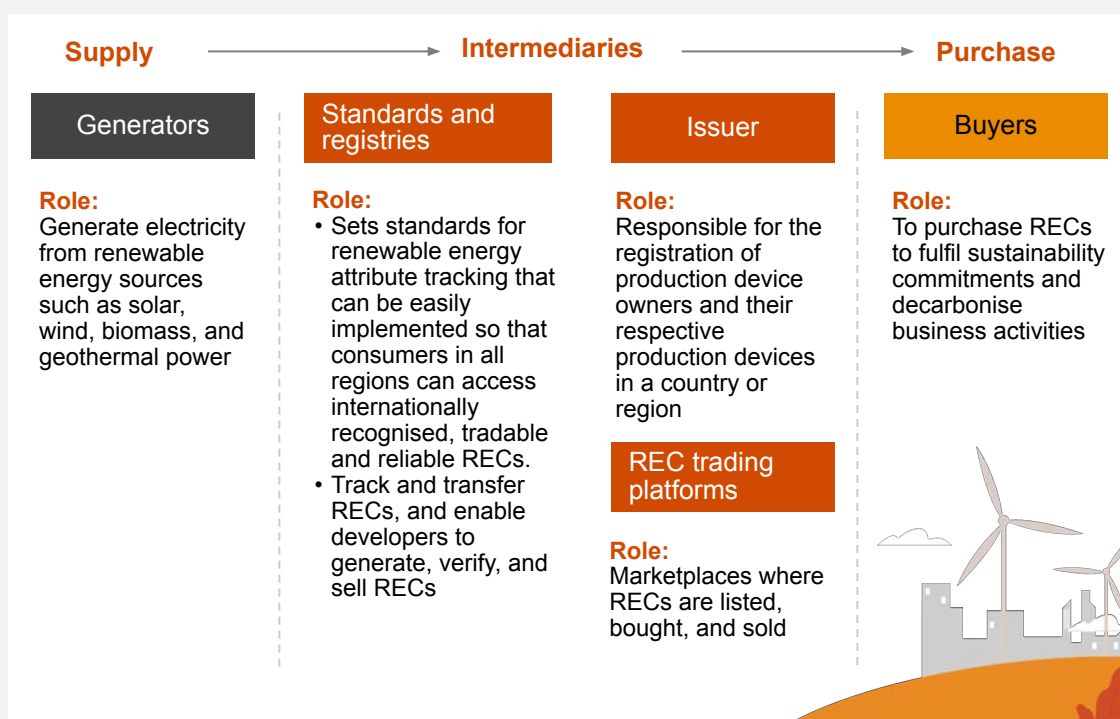 Supply
Intermediaries
Purchase
Generators
Role:
Generate electricity
from renewable
energy sources
such as solar,
wind, biomass, and
geothermal power
Standards and
registries
Role:
• Sets standards for
renewable energy
attribute tracking that
can be easily
implemented so that
consumers in all
regions can access
internationally
recognised, tradable
and reliable RECs.
• Track and transfer
RECs, and enable
developers to
generate, verify, and
sell RECs
Issuer
Role:
Responsible for the
registration of
production device
owners and their
respective
production devices
in a country or
region
REC trading
platforms
Role:
Marketplaces where
RECs are listed,
bought, and sold
Buyers
Role:
To purchase RECs
to fulfil sustainability
commitments and
decarbonise
business activities